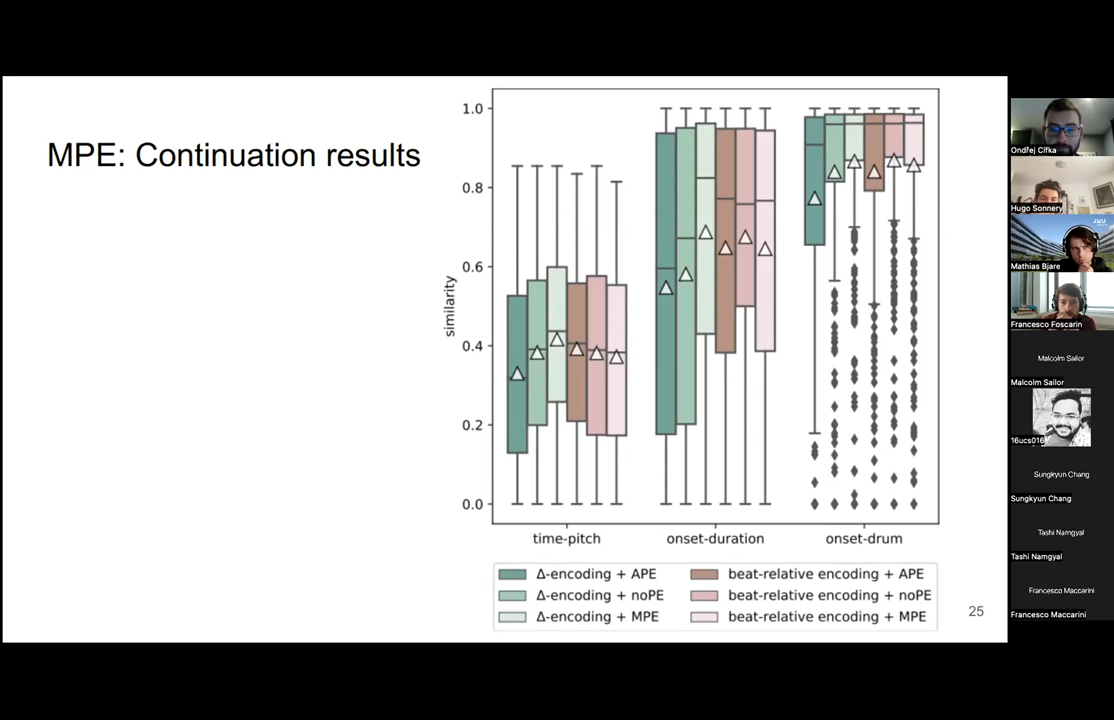 MPE: Continuation results
similarity
1.0
0.8
0.6
0.4
0.2
0.0
time-pitch
onset-duration
onset-drum
Δ-encoding + APE
Δ-encoding + noPE
Δ-encoding + MPE
beat-relative encoding + APE
beat-relative encoding + noPE
beat-relative encoding + MPE
25
Ondřej Cífka
Hugo Sonnery
JYU
Mathias Bjare
Francesco Foscarin
Malcolm Sailor
Malcolm Sailor
16ucs016
Sungkyun Chang
Sungkyun Chang
Tashi Namgyal
Tashi Namgyal
Francesco Maccarini
Francesco Maccarini